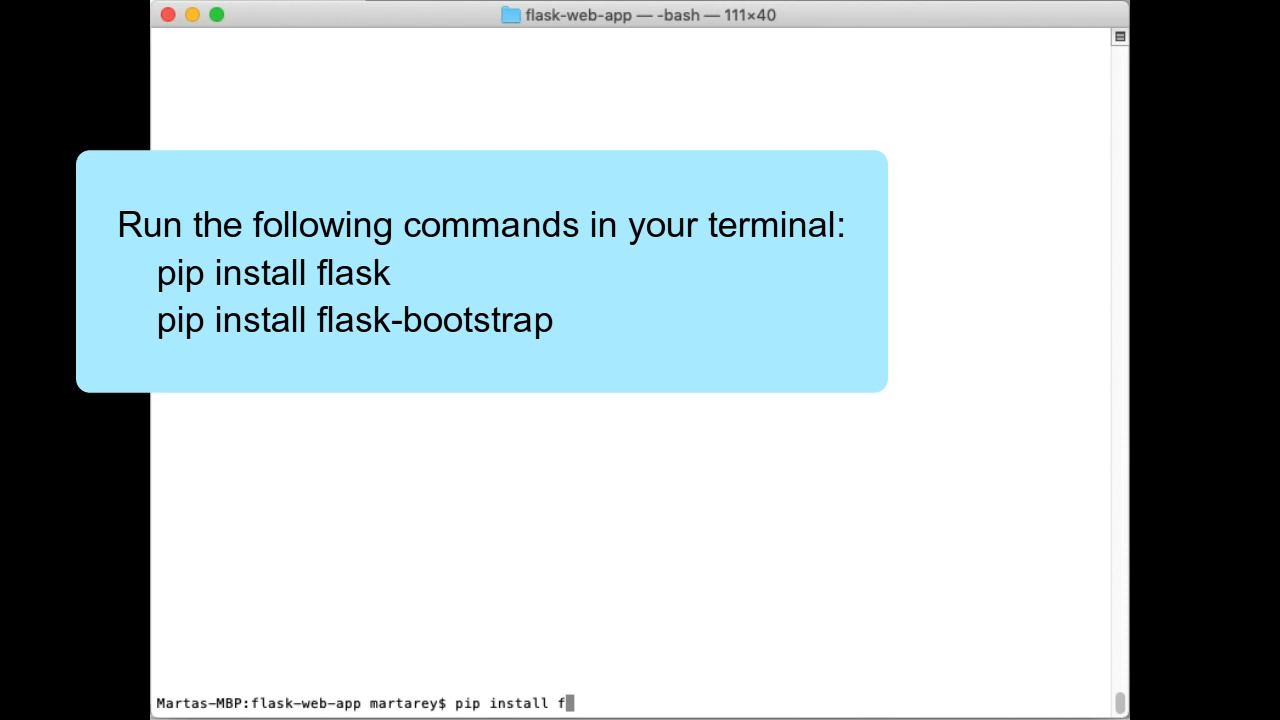 flask-web-app — -bash — 111×40
Run the following commands in your terminal:
pip install flask
pip install flask-bootstrap
Martas-MBP:flask-web-app martarey$ pip install f